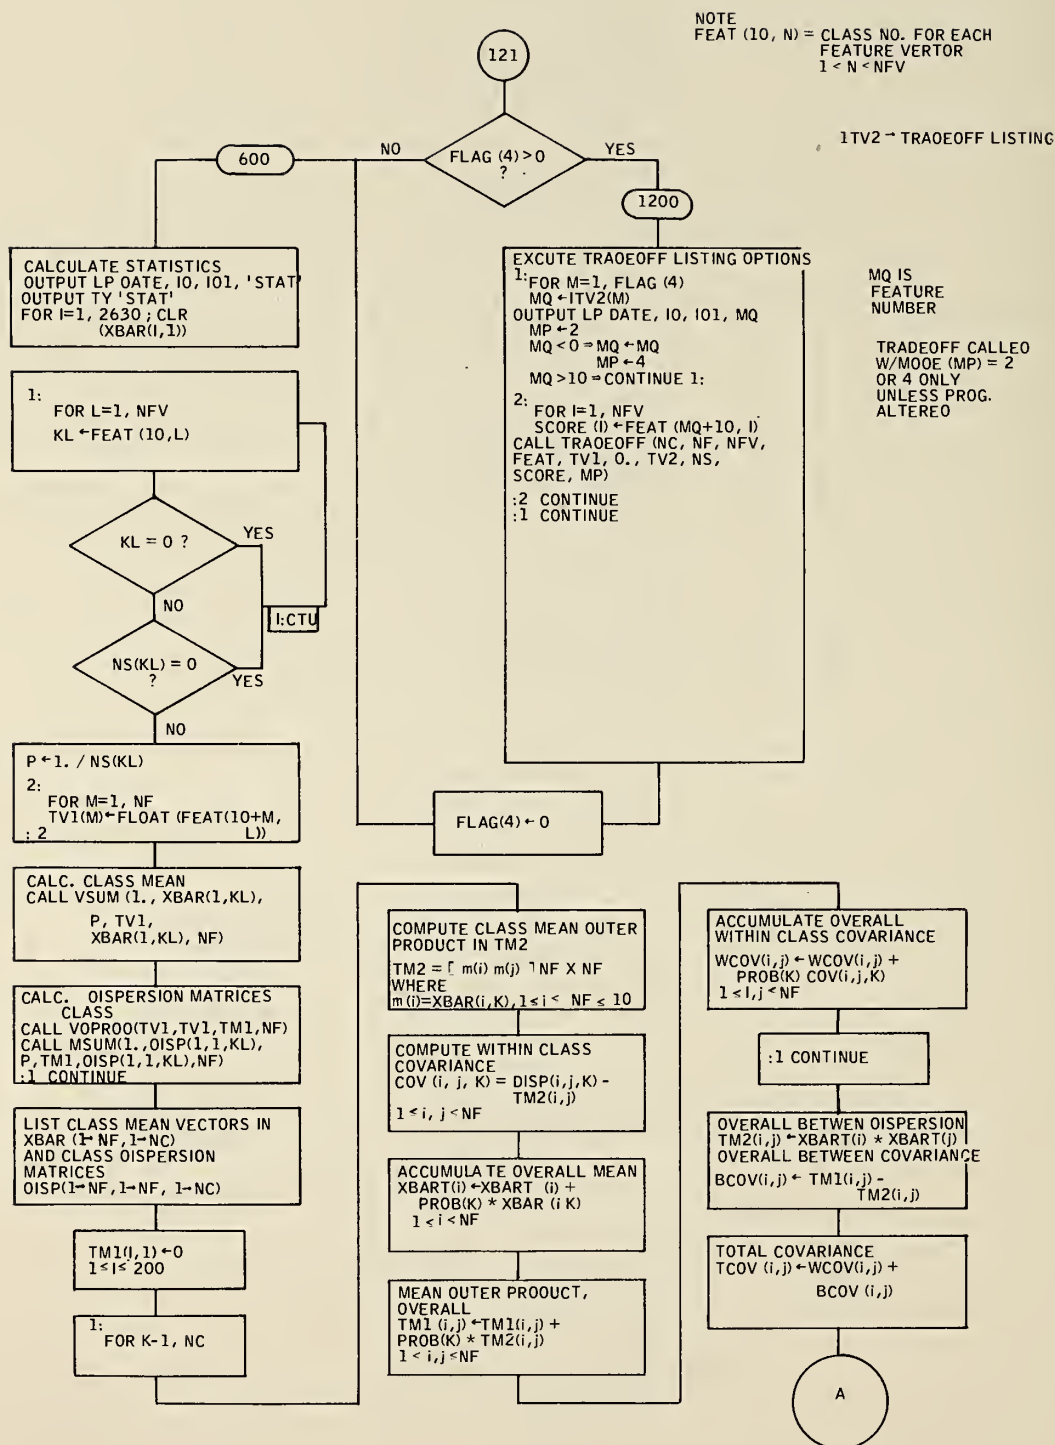 NOTE
FEAT (10, N) = CLASS NO. FOR EACH
FEATURE VERTOR
1 < N < NFV
121
1TV2 → TRAOEOFF LISTING
FLAG (4) > 0
?
NO
YES
600
1200
CALCULATE STATISTICS
OUTPUT LP OATE, IO, IO1, 'STAT'
OUTPUT TY 'STAT'
FOR I=1, 2630 ; CLR
(XBAR(I,1))
1:
FOR L=1, NFV
KL ← FEAT (10,L)
KL = 0 ?
YES
NO
I:CTU
NS(KL) = 0
?
YES
NO
P ← 1. / NS(KL)
2:
FOR M=1, NF
TV1(M)←FLOAT (FEAT(10+M,
: 2 L))
CALC. CLASS MEAN
CALL VSUM (1., XBAR(1,KL),
P, TV1,
XBAR(1,KL), NF)
CALC. OISPERSION MATRICES
CLASS
CALL VOPROO(TV1,TV1,TM1,NF)
CALL MSUM(1.,OISP(1,1,KL),
P,TM1,OISP(1,1,KL),NF)
:1 CONTINUE
LIST CLASS MEAN VECTORS IN
XBAR (1→NF,1→NC)
AND CLASS OISPERSION
MATRICES
OISP(1→NF,1→NF, 1→NC)
TM1(I,1) ←0
1≤I≤ 200
1:
FOR K-1, NC
EXCUTE TRAOEOFF LISTING OPTIONS
1:FOR M=1, FLAG (4)
MQ ←ITV2(M)
OUTPUT LP DATE, IO, IO1, MQ
MP ←2
MQ < 0 ⇒ MQ ← MQ
MP ←4
MQ >10 ⇒ CONTINUE 1:
2:
FOR I=1, NFV
SCORE (I) ←FEAT (MQ+10, I)
CALL TRAOEOFF (NC, NF, NFV,
FEAT, TV1, O., TV2, NS,
SCORE, MP)
:2 CONTINUE
:1 CONTINUE
MQ IS
FEATURE
NUMBER
TRADEOFF CALLEO
W/MOOE (MP) = 2
OR 4 ONLY
UNLESS PROG.
ALTEREO
FLAG(4) ← 0
COMPUTE CLASS MEAN OUTER
PRODUCT IN TM2
TM2 = ⌈ m(i) m(j) ⌉ NF X NF
WHERE
m (i)=XBAR(i,K),1≤i< NF ≤ 10
COMPUTE WITHIN CLASS
COVARIANCE
COV (i, j, K) = DISP(i,j,K) -
TM2(i,j)
1 ≤ i, j < NF
ACCUMULATE OVERALL MEAN
XBART(i) ←XBART (i) +
PROB(K) * XBAR (i K)
1 ≤ i < NF
MEAN OUTER PROOUCT,
OVERALL
TM1 (i,j) ←TM1(i,j) +
PROB(K) * TM2(i,j)
1 < i,j ≤NF
ACCUMULATE OVERALL
WITHIN CLASS COVARIANCE
WCOV(i,j) ← WCOV(i,j) +
PROB(K) COV(i,j,K)
1 ≤ I,j < NF
:1 CONTINUE
OVERALL BETWEN OISPERSION
TM2(i,j) ←XBART(i) * XBART(j)
OVERALL BETWEEN COVARIANCE
BCOV(i,j) ← TM1(i,j) -
TM2(i,j)
TOTAL COVARIANCE
TCOV (i,j)←WCOV(i,j) +
BCOV (i,j)
A